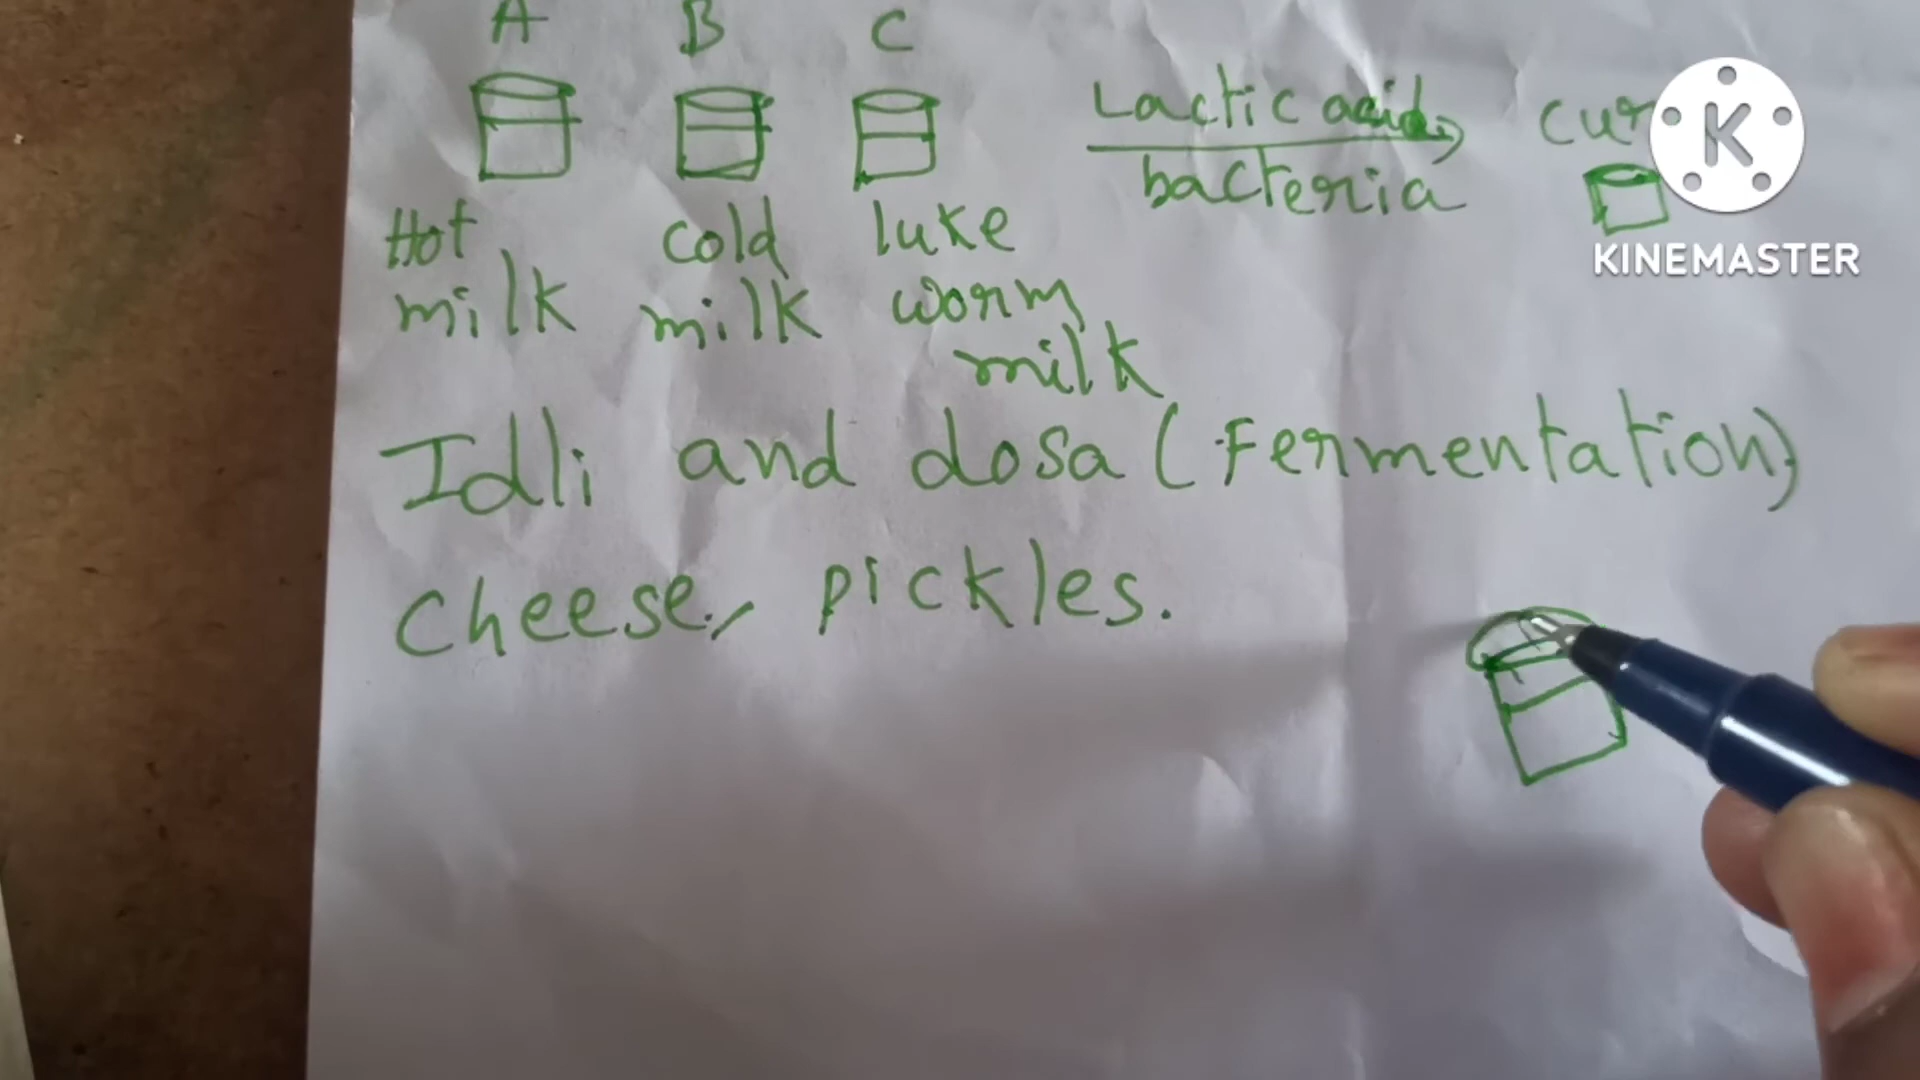 A B C
Lactic acid
bacteria
Hot cold luke
milk milk worm
milk
Idli and dosa (Fermentation)
Cheese, pickles.
K
KINEMASTER